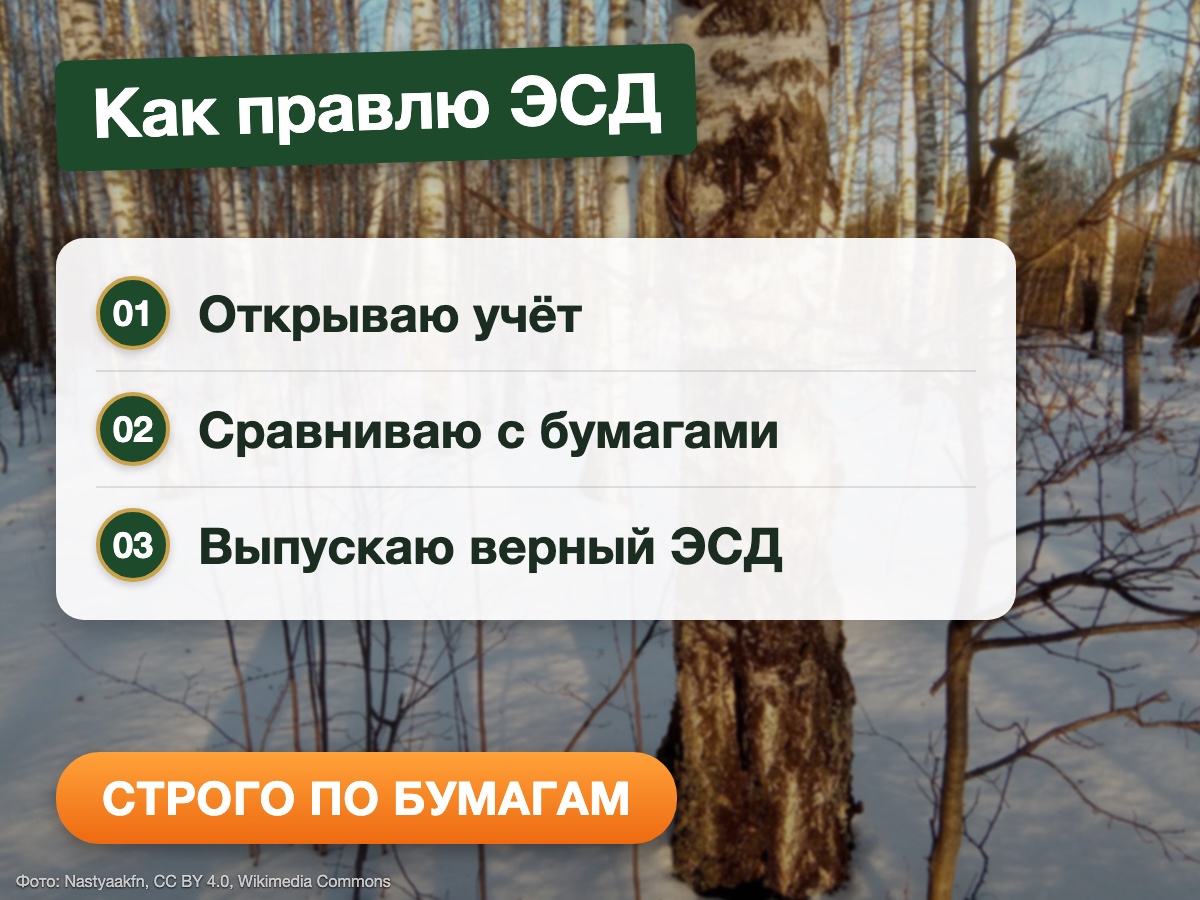 Как правлю ЭСД
01 Открываю учёт
02 Сравниваю с бумагами
03 Выпускаю верный ЭСД
СТРОГО ПО БУМАГАМ
Фото: Nastyaakfn, CC BY 4.0, Wikimedia Commons